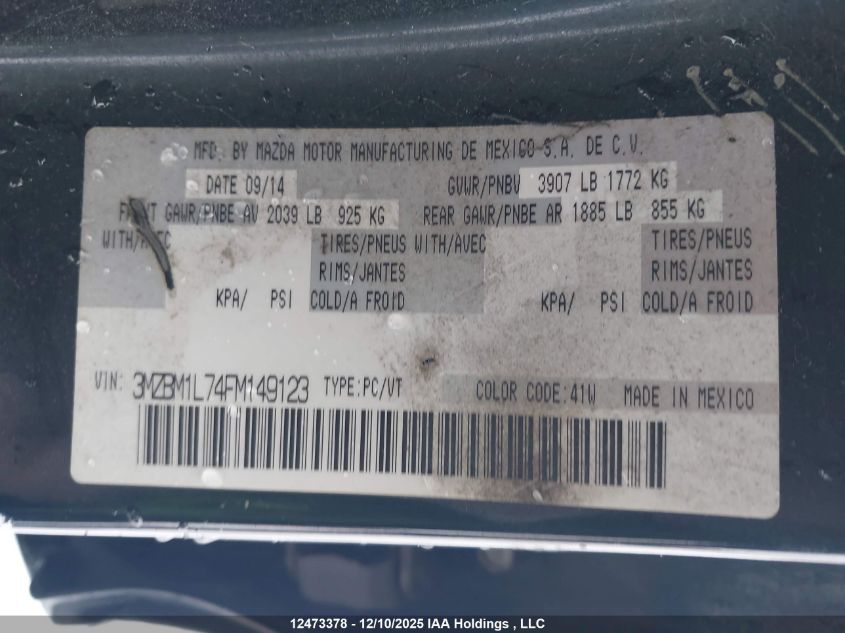 MFD. BY MAZDA MOTOR MANUFACTURING DE MEXICO S.A. DE C.V.
DATE 09/14 GVWR/PNBV 3907 LB 1772 KG
GAWR/PNBE AV 2039 LB 925 KG REAR GAWR/PNBE AR 1885 LB 855 KG
WITH/AVEC TIRES/PNEUS WITH/AVEC TIRES/PNEUS
RIMS/JANTES RIMS/JANTES
KPA/ PSI COLD/A FROID KPA/ PSI COLD/A FROID
VIN: 3MZBM1L74FM149123 TYPE:PC/VT COLOR CODE:41W MADE IN MEXICO
12473378 - 12/10/2025 IAA Holdings , LLC